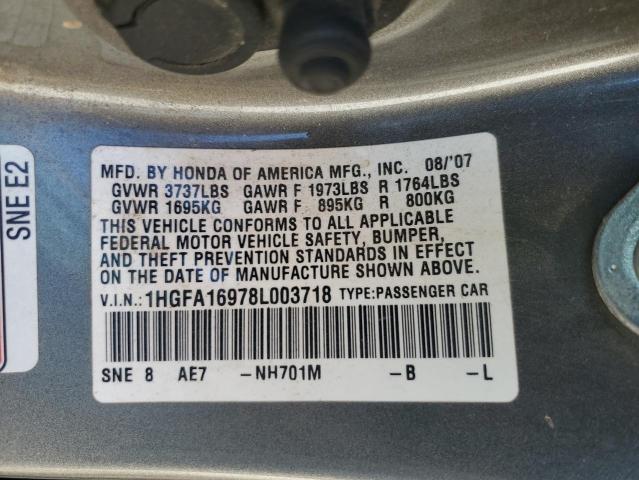 SNE E2
MFD. BY HONDA OF AMERICA MFG., INC. 08/'07
GVWR 3737LBS GAWR F 1973LBS R 1764LBS
GVWR 1695KG GAWR F 895KG R 800KG
THIS VEHICLE CONFORMS TO ALL APPLICABLE
FEDERAL MOTOR VEHICLE SAFETY, BUMPER,
AND THEFT PREVENTION STANDARDS IN EFFECT
ON THE DATE OF MANUFACTURE SHOWN ABOVE.
V.I.N.:1HGFA16978L003718 TYPE:PASSENGER CAR
SNE 8 AE7 -NH701M -B -L